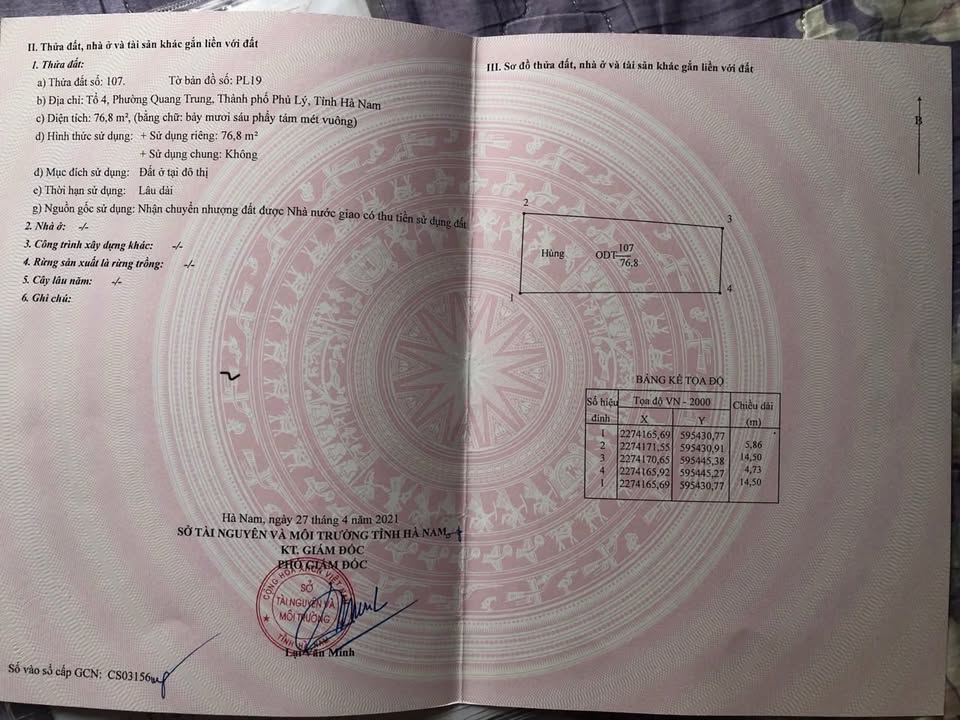 II. Thửa đất, nhà ở và tài sản khác gắn liền với đất
1. Thửa đất:
a) Thửa đất số: 107. Tờ bản đồ số: PL19
b) Địa chỉ: Tổ 4, Phường Quang Trung, Thành phố Phủ Lý, Tỉnh Hà Nam
c) Diện tích: 76,8 m², (bằng chữ: bảy mươi sáu phẩy tám mét vuông)
d) Hình thức sử dụng: + Sử dụng riêng: 76,8 m²
+ Sử dụng chung: Không
đ) Mục đích sử dụng: Đất ở tại đô thị
e) Thời hạn sử dụng: Lâu dài
g) Nguồn gốc sử dụng: Nhận chuyển nhượng đất được Nhà nước giao có thu tiền sử dụng đất
2. Nhà ở: -/-
3. Công trình xây dựng khác: -/-
4. Rừng sản xuất là rừng trồng: -/-
5. Cây lâu năm: -/-
6. Ghi chú:
Hà Nam, ngày 27 tháng 4 năm 2021
SỞ TÀI NGUYÊN VÀ MÔI TRƯỜNG TỈNH HÀ NAM
KT. GIÁM ĐỐC
PHÓ GIÁM ĐỐC
CỘNG HÒA XHCN VIỆT NAM
SỞ
TÀI NGUYÊN VÀ
MÔI TRƯỜNG
TỈNH HÀ NAM
Lại Văn Minh
Số vào sổ cấp GCN: CS03156
III. Sơ đồ thửa đất, nhà ở và tài sản khác gắn liền với đất
B
2
3
Hùng ODT 107
76,8
1
4
BẢNG KÊ TỌA ĐỘ
Số hiệu đỉnh Tọa độ VN - 2000 Chiều dài (m)
X Y
1 2274165,69 595430,77
5,86
2 2274171,55 595430,91
14,50
3 2274170,65 595445,38
4,73
4 2274165,92 595445,27
14,50
1 2274165,69 595430,77